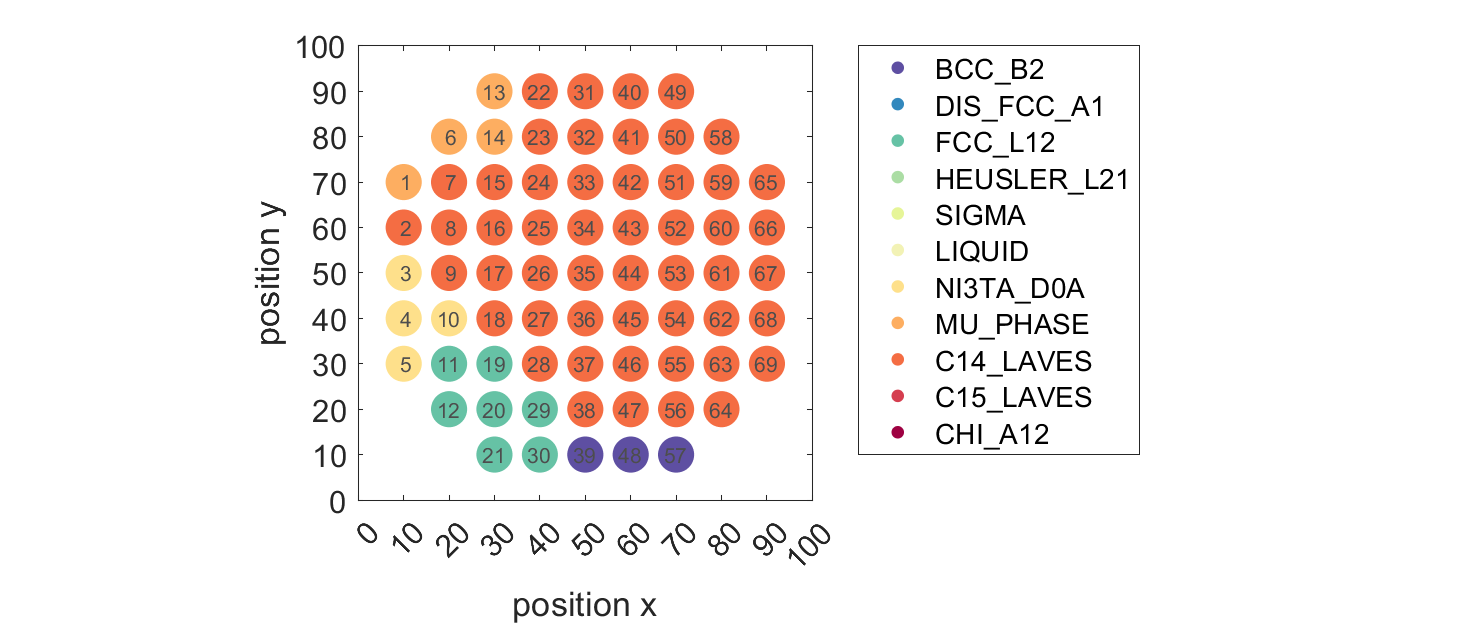 100
90 13 22 31 40 49
80 6 14 23 32 41 50 58
70 1 7 15 24 33 42 51 59 65
60 2 8 16 25 34 43 52 60 66
50 3 9 17 26 35 44 53 61 67
40 4 10 18 27 36 45 54 62 68
30 5 11 19 28 37 46 55 63 69
20 12 20 29 38 47 56 64
10 21 30 39 48 57
0
position y
0 10 20 30 40 50 60 70 80 90 100
position x
BCC_B2
DIS_FCC_A1
FCC_L12
HEUSLER_L21
SIGMA
LIQUID
NI3TA_D0A
MU_PHASE
C14_LAVES
C15_LAVES
CHI_A12